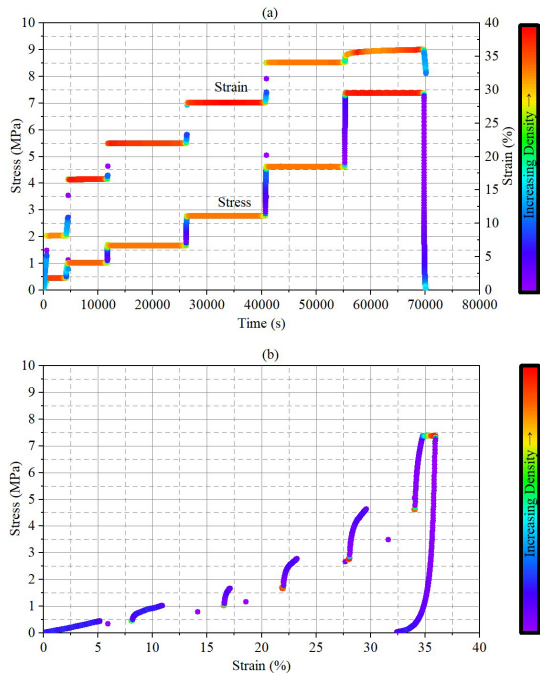 (a)
10
9
8
7
6
5
4
3
2
1
0
Stress (MPa)
Strain
Stress
40
35
30
25
20
15
10
5
0
Strain (%)
Increasing Density →
0 10000 20000 30000 40000 50000 60000 70000 80000
Time (s)
(b)
10
9
8
7
6
5
4
3
2
1
0
Stress (MPa)
Increasing Density →
0 5 10 15 20 25 30 35 40
Strain (%)